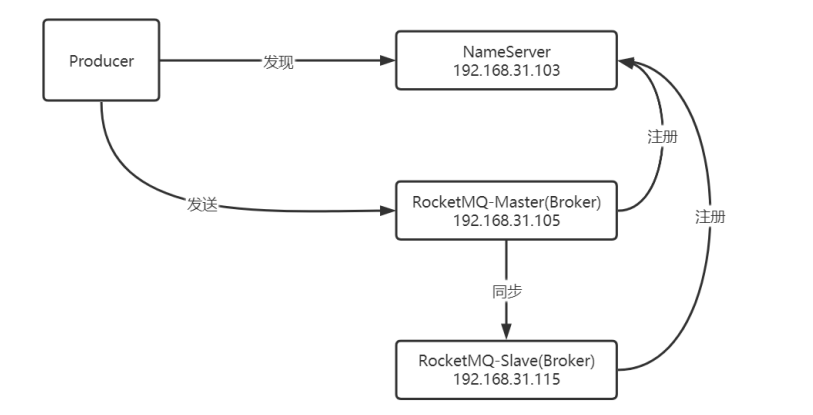 Producer
发现
NameServer
192.168.31.103
注册
发送
RocketMQ-Master(Broker)
192.168.31.105
注册
同步
RocketMQ-Slave(Broker)
192.168.31.115